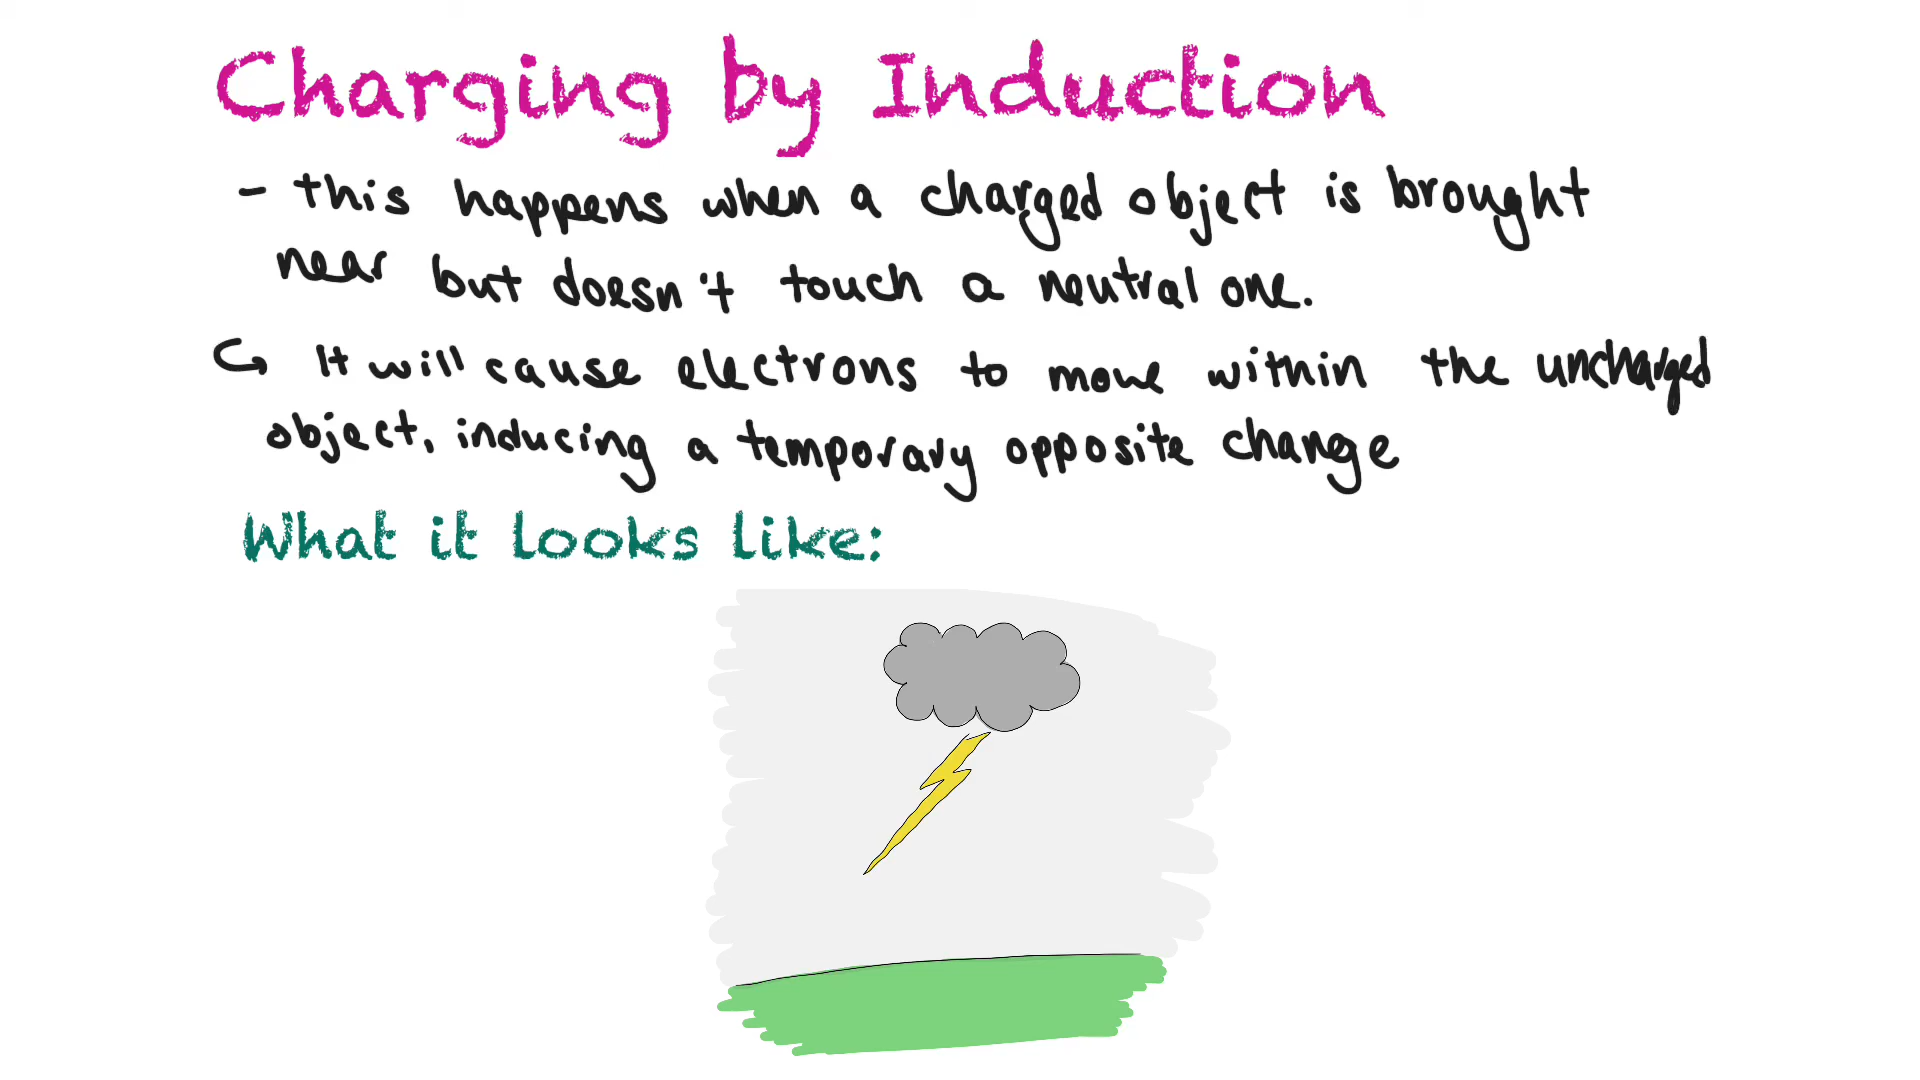 Charging by Induction
- this happens when a charged object is brought
near but doesn't touch a neutral one.
↪ It will cause electrons to move within the uncharged
object, inducing a temporary opposite change
What it looks like: